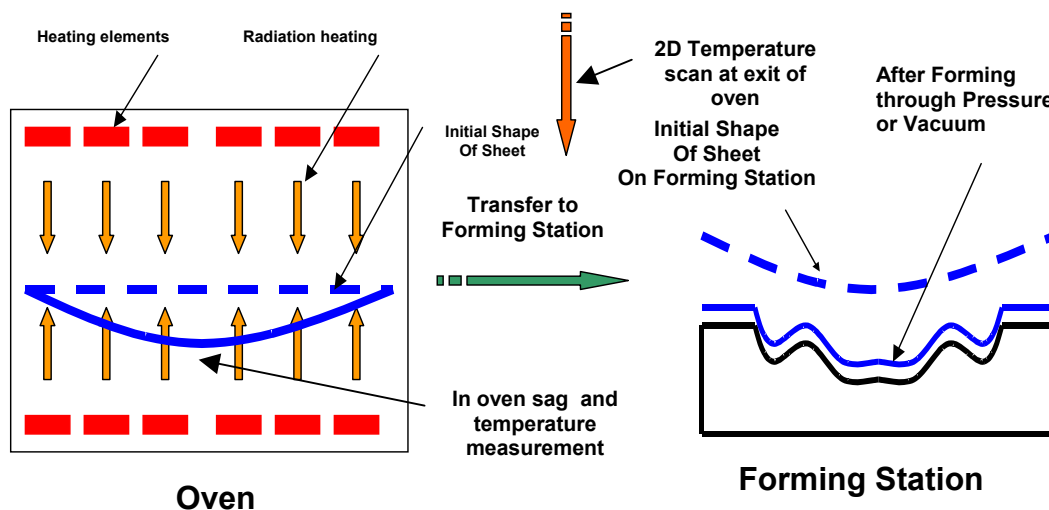 Heating elements
Radiation heating
2D Temperature
scan at exit of
oven
After Forming
through Pressure
or Vacuum
Initial Shape
Of Sheet
Initial Shape
Of Sheet
On Forming Station
Transfer to
Forming Station
In oven sag and
temperature
measurement
Oven
Forming Station